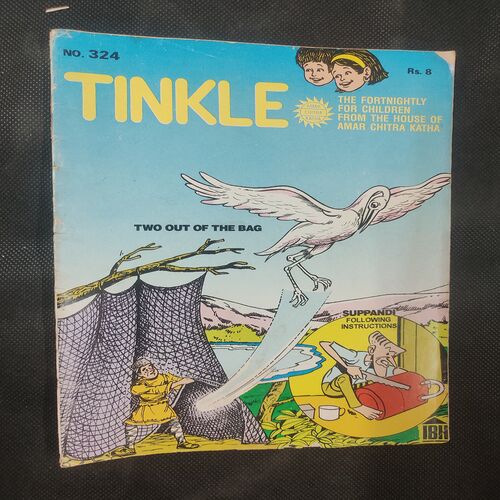 NO. 324
Rs. 8
TINKLE
THE FORTNIGHTLY
FOR CHILDREN
FROM THE HOUSE OF
AMAR CHITRA KATHA
TWO OUT OF THE BAG
SUPPANDI
FOLLOWING
INSTRUCTIONS
IBH